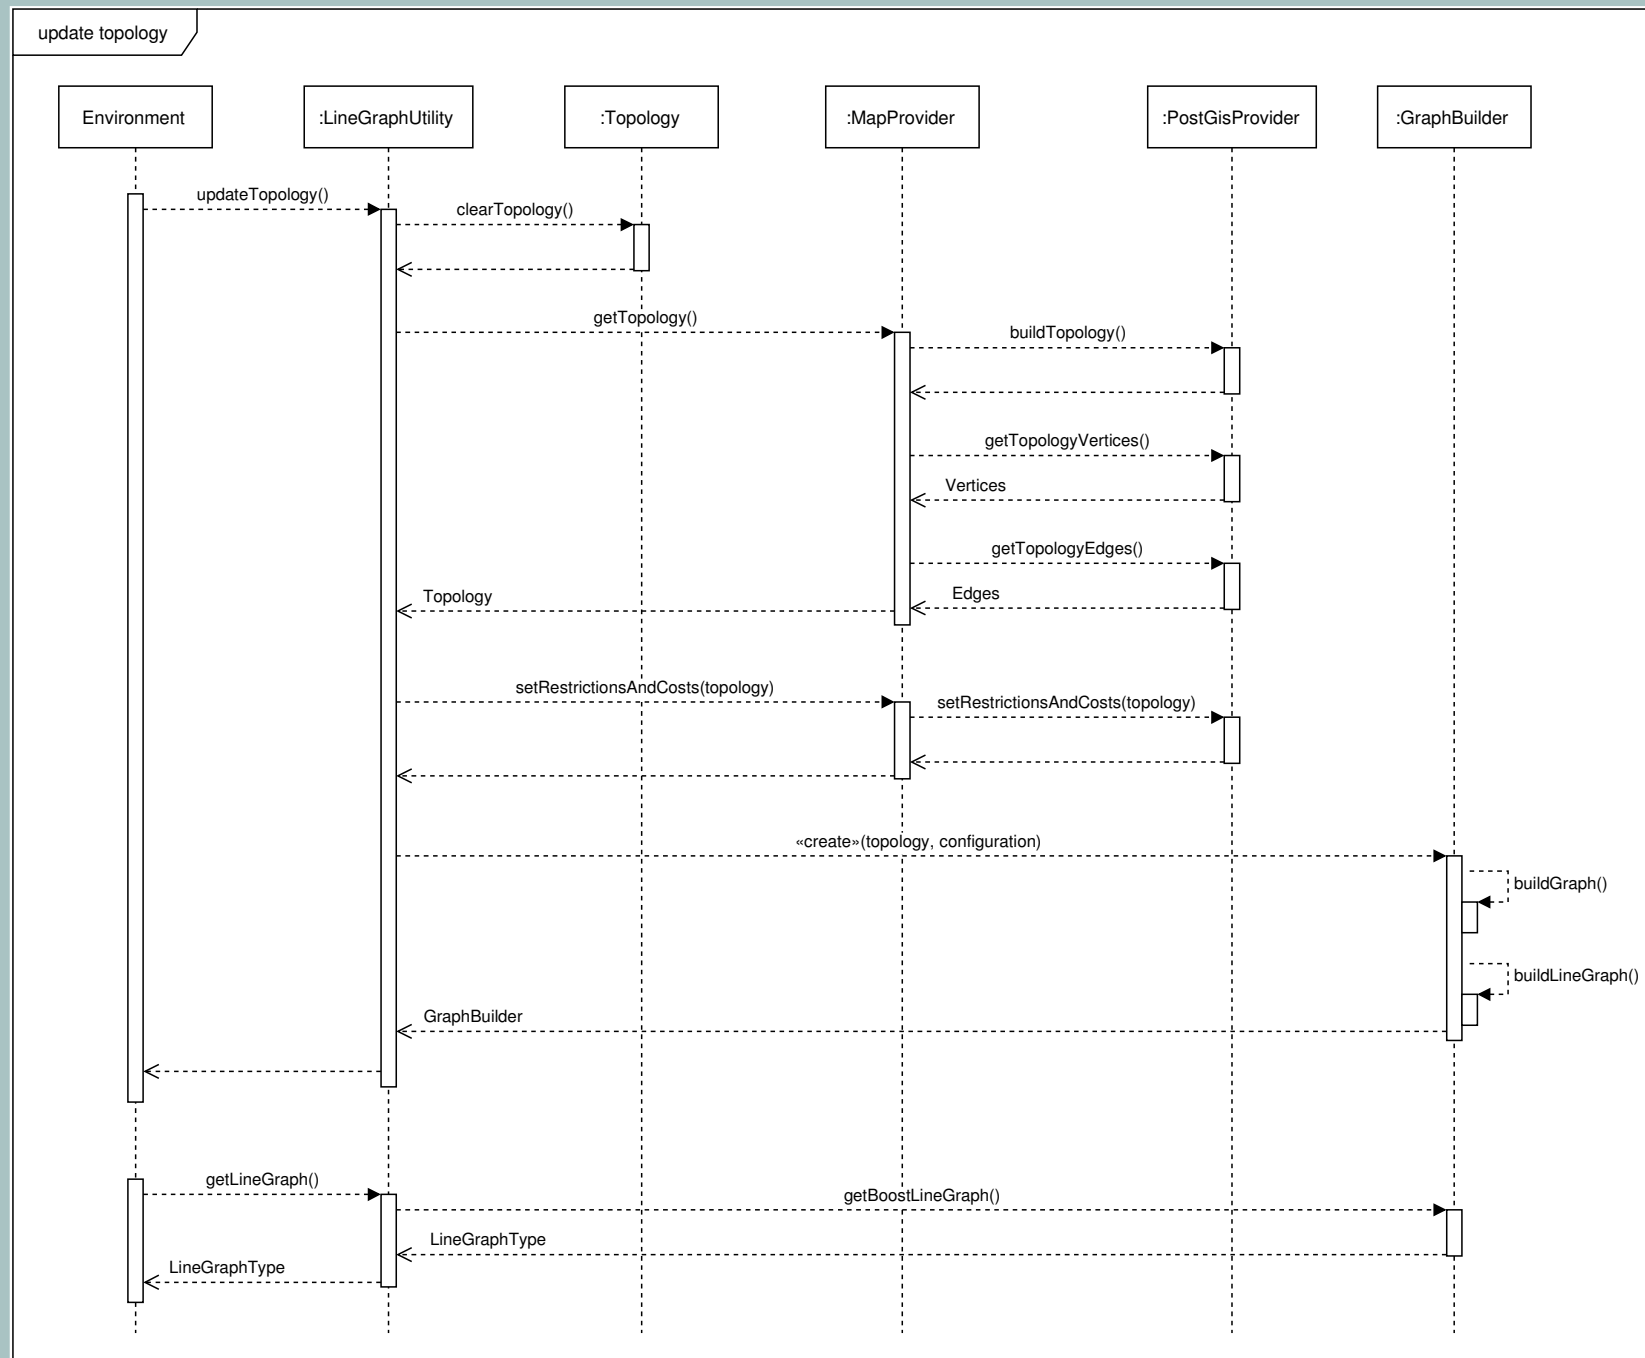 update topology
Environment
:LineGraphUtility
:Topology
:MapProvider
:PostGisProvider
:GraphBuilder
updateTopology()
clearTopology()
getTopology()
buildTopology()
getTopologyVertices()
Vertices
getTopologyEdges()
Edges
Topology
setRestrictionsAndCosts(topology)
setRestrictionsAndCosts(topology)
«create»(topology, configuration)
buildGraph()
buildLineGraph()
GraphBuilder
getLineGraph()
getBoostLineGraph()
LineGraphType
LineGraphType